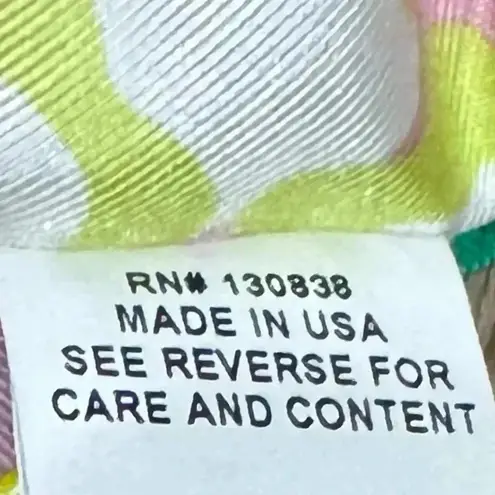 RN# 130838
MADE IN USA
SEE REVERSE FOR
CARE AND CONTENT